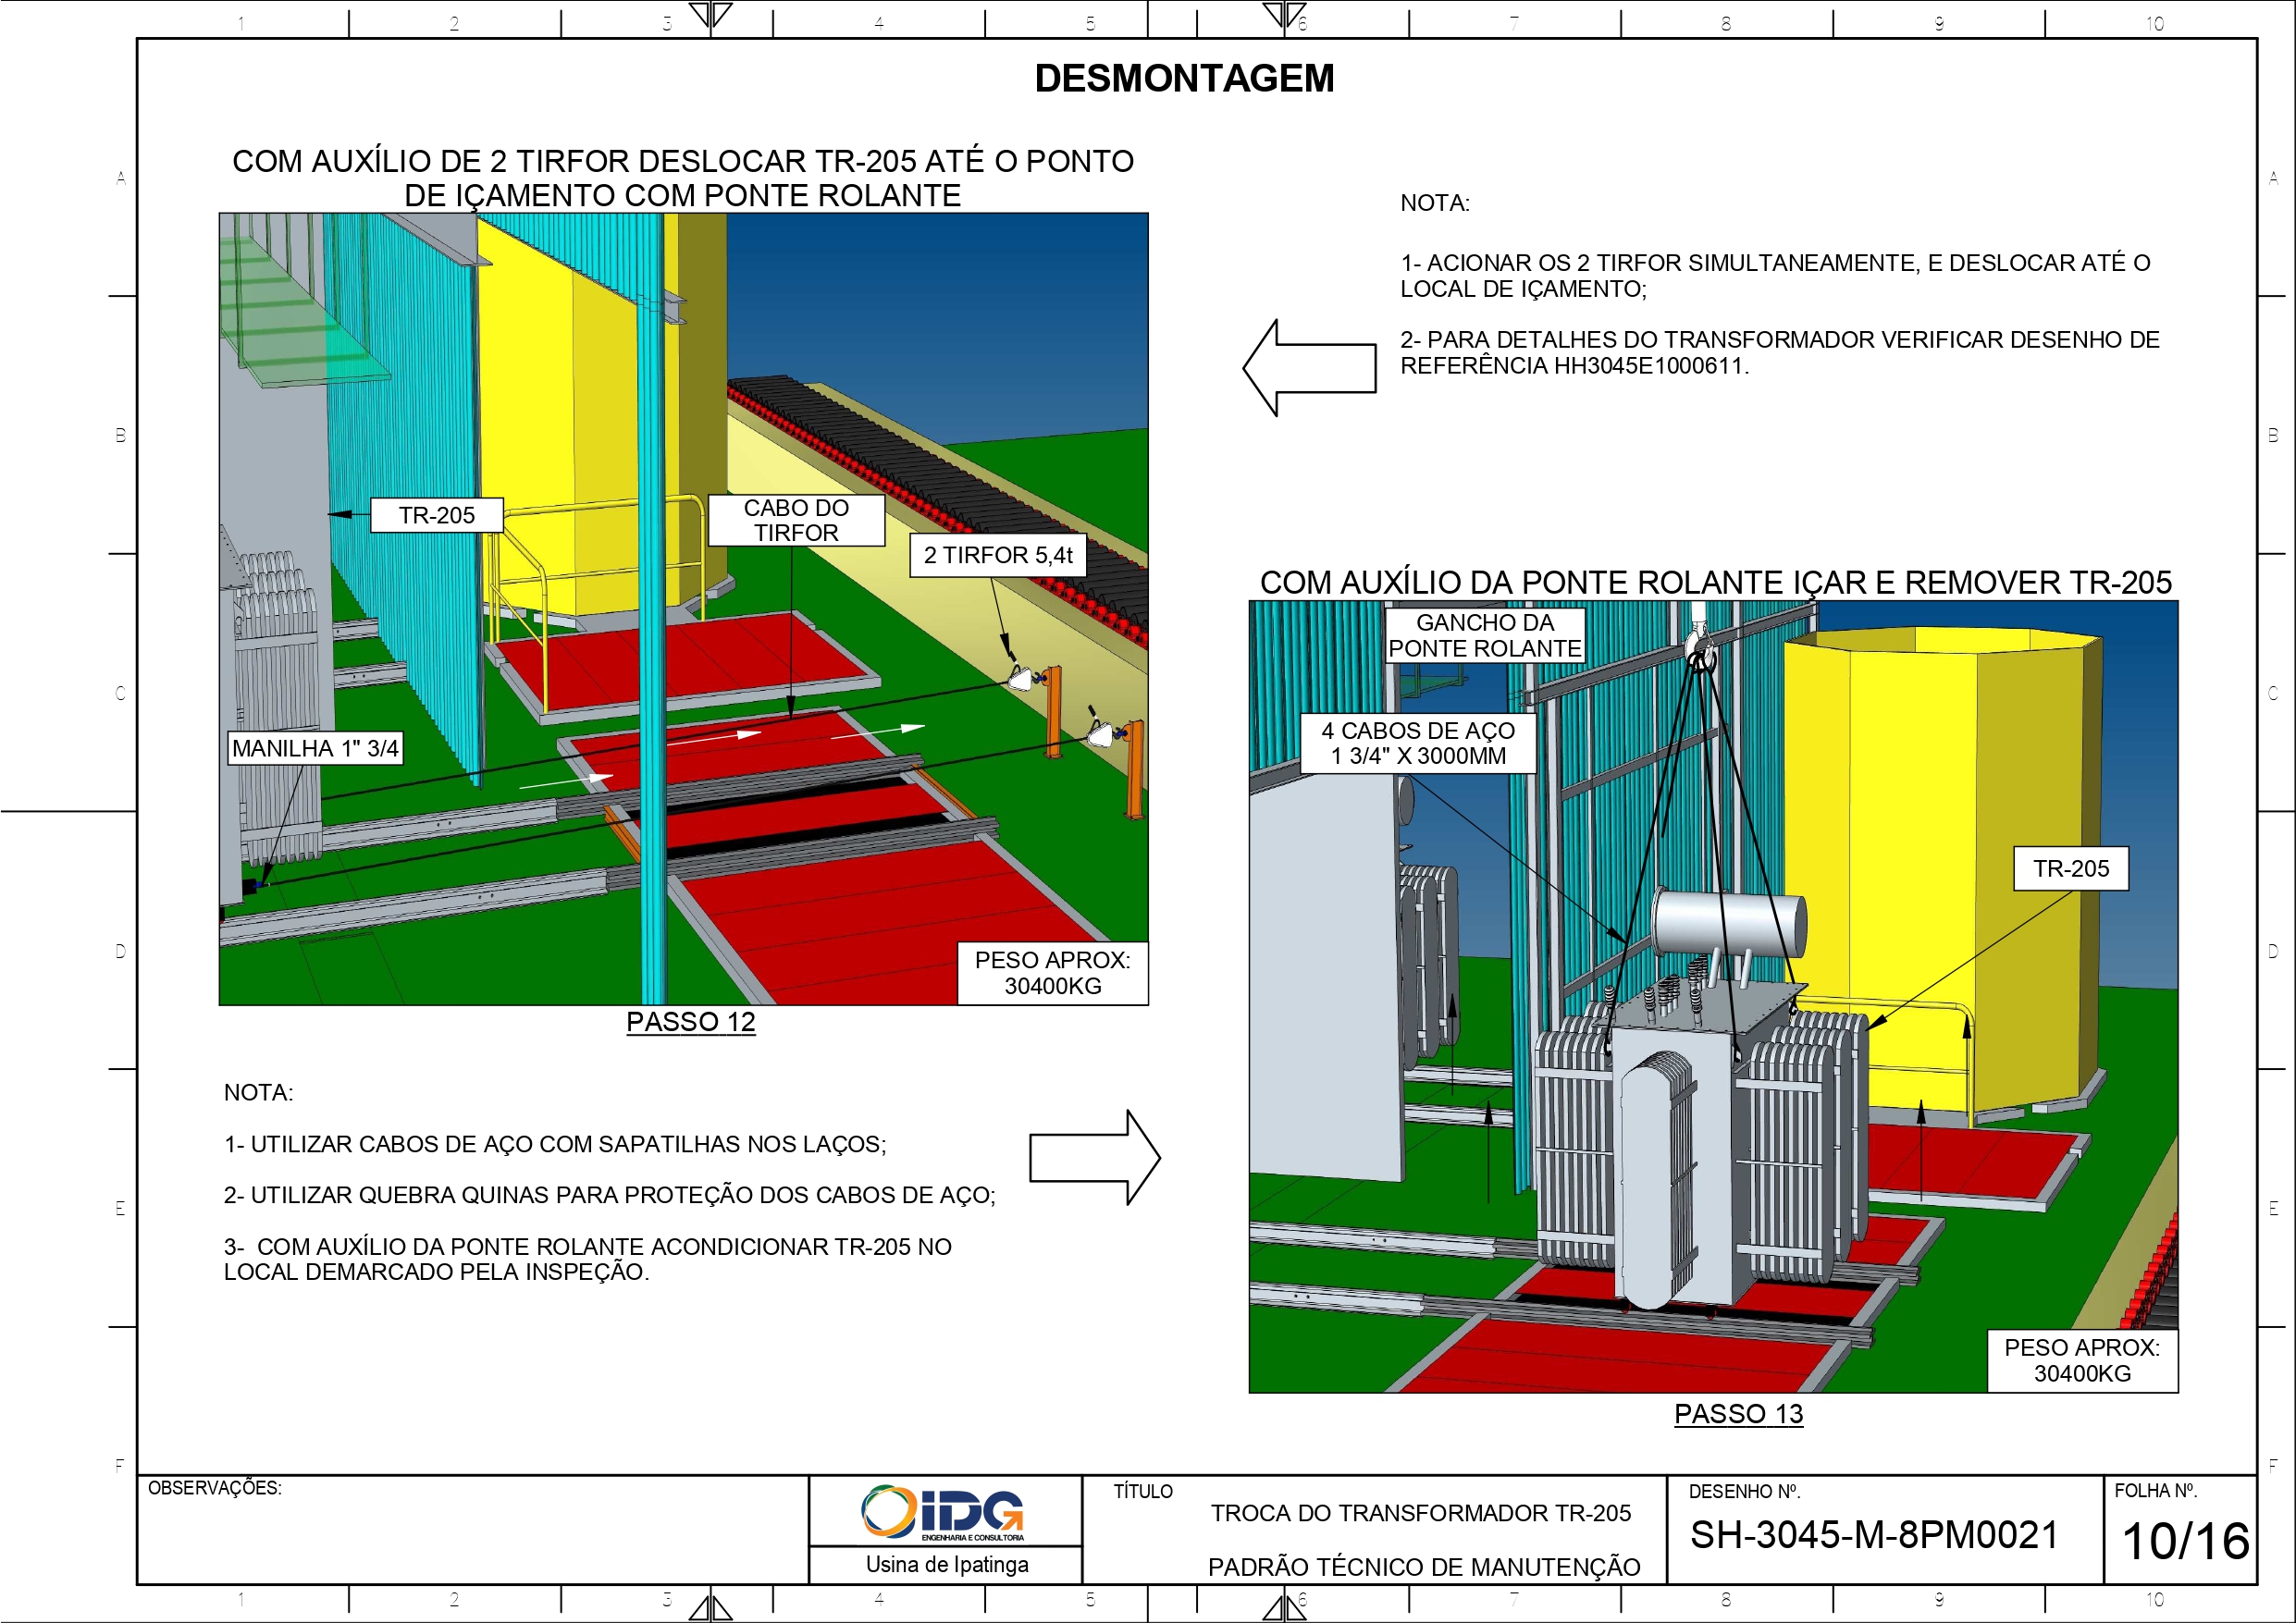 1 2 3 4 5 6 7 8 9 10
DESMONTAGEM
COM AUXÍLIO DE 2 TIRFOR DESLOCAR TR-205 ATÉ O PONTO
DE IÇAMENTO COM PONTE ROLANTE
TR-205
CABO DO
TIRFOR
2 TIRFOR 5,4t
MANILHA 1" 3/4
PESO APROX:
30400KG
PASSO 12
NOTA:
1- ACIONAR OS 2 TIRFOR SIMULTANEAMENTE, E DESLOCAR ATÉ O
LOCAL DE IÇAMENTO;
2- PARA DETALHES DO TRANSFORMADOR VERIFICAR DESENHO DE
REFERÊNCIA HH3045E1000611.
NOTA:
1- UTILIZAR CABOS DE AÇO COM SAPATILHAS NOS LAÇOS;
2- UTILIZAR QUEBRA QUINAS PARA PROTEÇÃO DOS CABOS DE AÇO;
3- COM AUXÍLIO DA PONTE ROLANTE ACONDICIONAR TR-205 NO
LOCAL DEMARCADO PELA INSPEÇÃO.
COM AUXÍLIO DA PONTE ROLANTE IÇAR E REMOVER TR-205
GANCHO DA
PONTE ROLANTE
4 CABOS DE AÇO
1 3/4" X 3000MM
TR-205
PESO APROX:
30400KG
PASSO 13
A
B
C
D
E
F
A
B
C
D
E
F
OBSERVAÇÕES:
IDG
ENGENHARIA E CONSULTORIA
Usina de Ipatinga
TÍTULO
TROCA DO TRANSFORMADOR TR-205
PADRÃO TÉCNICO DE MANUTENÇÃO
DESENHO Nº.
SH-3045-M-8PM0021
FOLHA Nº.
10/16
1 2 3 4 5 6 7 8 9 10